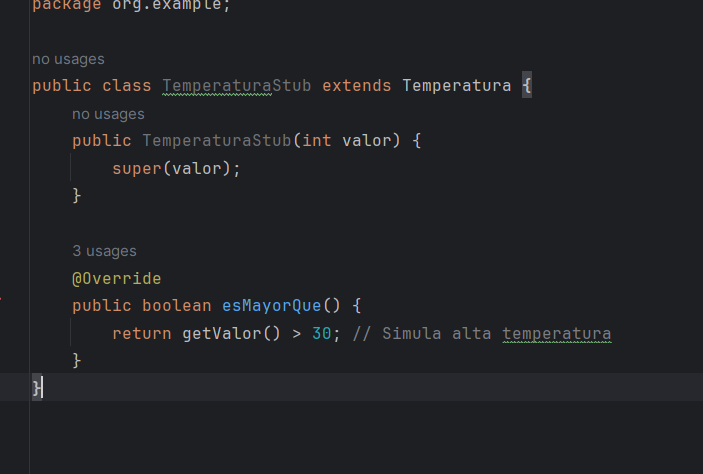 package org.example;
no usages
public class TemperaturaStub extends Temperatura {
no usages
public TemperaturaStub(int valor) {
super(valor);
}
3 usages
@Override
public boolean esMayorQue() {
return getValor() > 30; // Simula alta temperatura
}
}